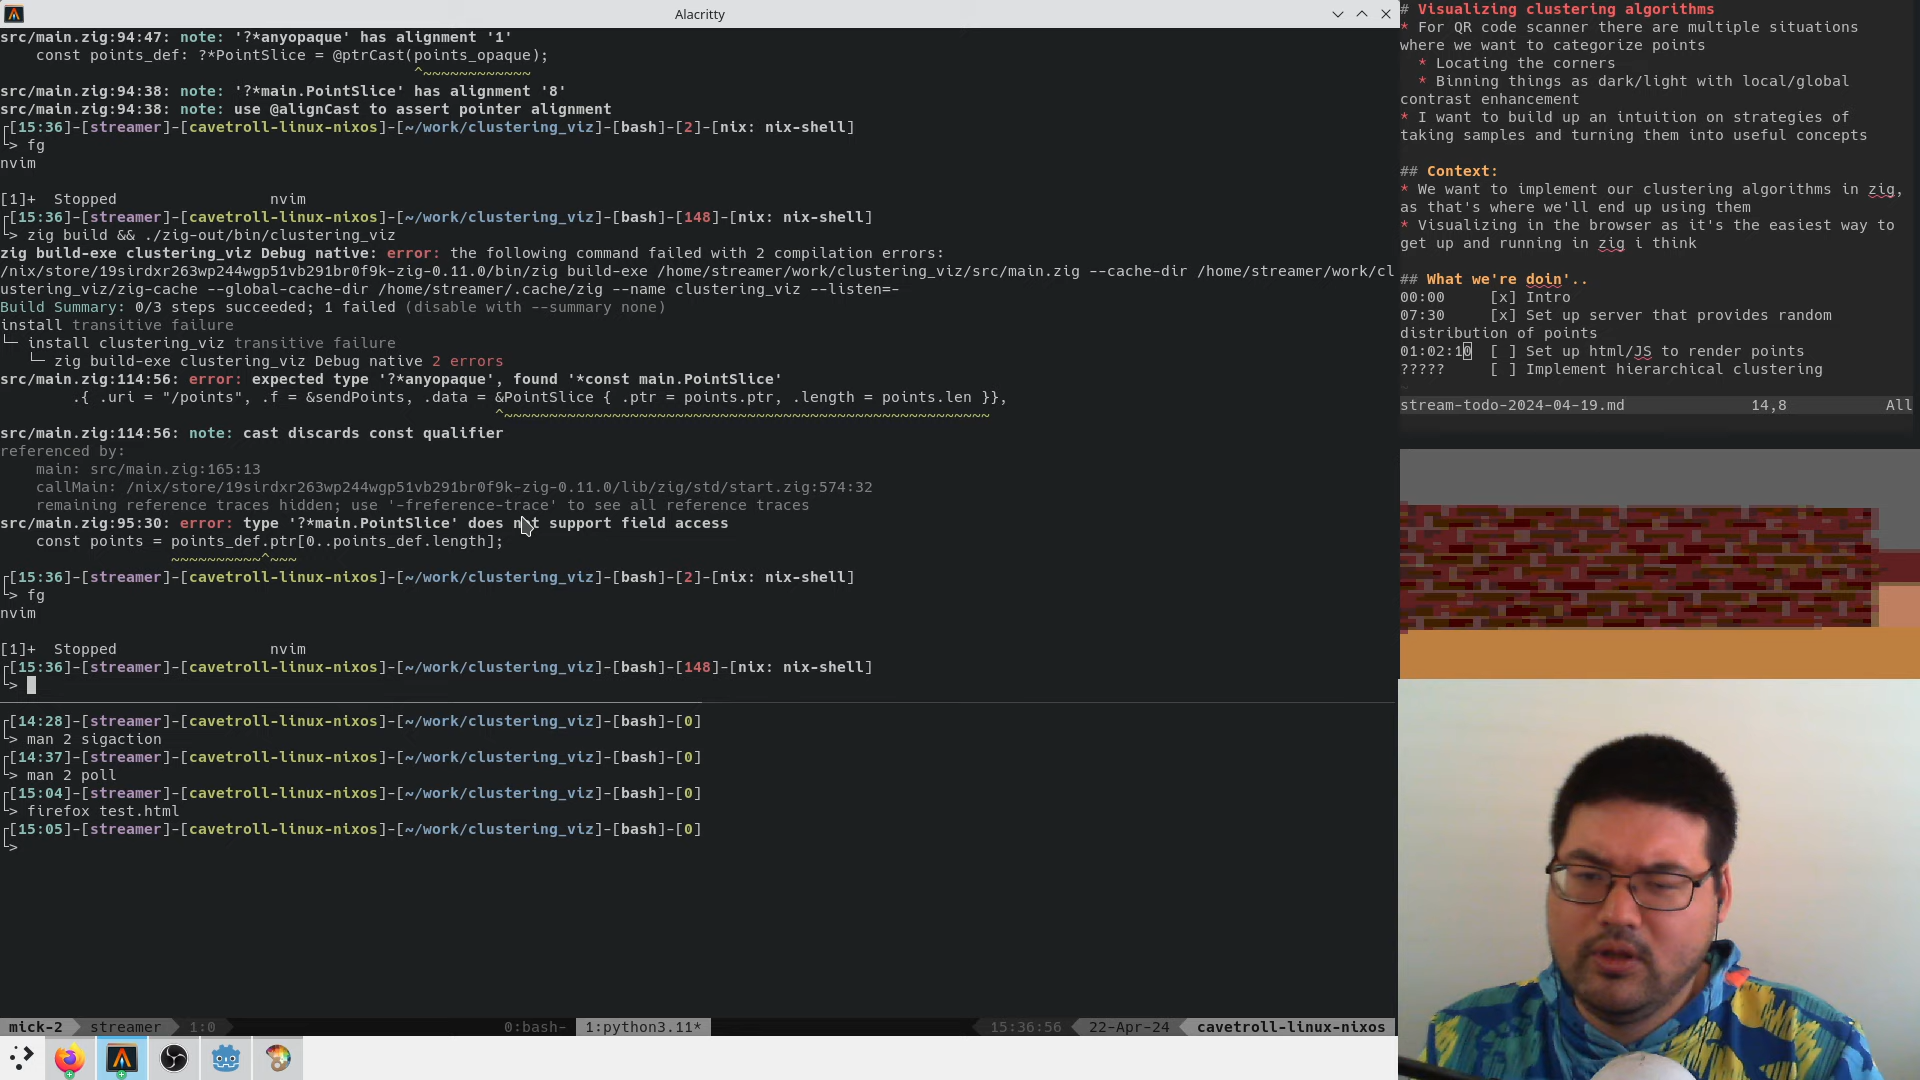 Alacritty
src/main.zig:94:47: note: '?*anyopaque' has alignment '1'
    const points_def: ?*PointSlice = @ptrCast(points_opaque);
                                              ^~~~~~~~~~~~~
src/main.zig:94:38: note: '?*main.PointSlice' has alignment '8'
src/main.zig:94:38: note: use @alignCast to assert pointer alignment
┌[15:36]-[streamer]-[cavetroll-linux-nixos]-[~/work/clustering_viz]-[bash]-[2]-[nix: nix-shell]
└> fg
nvim

[1]+  Stopped                 nvim
┌[15:36]-[streamer]-[cavetroll-linux-nixos]-[~/work/clustering_viz]-[bash]-[148]-[nix: nix-shell]
└> zig build && ./zig-out/bin/clustering_viz
zig build-exe clustering_viz Debug native: error: the following command failed with 2 compilation errors:
/nix/store/19sirdxr263wp244wgp51vb291br0f9k-zig-0.11.0/bin/zig build-exe /home/streamer/work/clustering_viz/src/main.zig --cache-dir /home/streamer/work/cl
ustering_viz/zig-cache --global-cache-dir /home/streamer/.cache/zig --name clustering_viz --listen=-
Build Summary: 0/3 steps succeeded; 1 failed (disable with --summary none)
install transitive failure
└─ install clustering_viz transitive failure
   └─ zig build-exe clustering_viz Debug native 2 errors
src/main.zig:114:56: error: expected type '?*anyopaque', found '*const main.PointSlice'
        .{ .uri = "/points", .f = &sendPoints, .data = &PointSlice { .ptr = points.ptr, .length = points.len }},
                                                       ^~~~~~~~~~~~~~~~~~~~~~~~~~~~~~~~~~~~~~~~~~~~~~~~~~~~~~~
src/main.zig:114:56: note: cast discards const qualifier
referenced by:
    main: src/main.zig:165:13
    callMain: /nix/store/19sirdxr263wp244wgp51vb291br0f9k-zig-0.11.0/lib/zig/std/start.zig:574:32
    remaining reference traces hidden; use '-freference-trace' to see all reference traces
src/main.zig:95:30: error: type '?*main.PointSlice' does not support field access
    const points = points_def.ptr[0..points_def.length];
                   ~~~~~~~~~~^~~~
┌[15:36]-[streamer]-[cavetroll-linux-nixos]-[~/work/clustering_viz]-[bash]-[2]-[nix: nix-shell]
└> fg
nvim

[1]+  Stopped                 nvim
┌[15:36]-[streamer]-[cavetroll-linux-nixos]-[~/work/clustering_viz]-[bash]-[148]-[nix: nix-shell]
└>
┌[14:28]-[streamer]-[cavetroll-linux-nixos]-[~/work/clustering_viz]-[bash]-[0]
└> man 2 sigaction
┌[14:37]-[streamer]-[cavetroll-linux-nixos]-[~/work/clustering_viz]-[bash]-[0]
└> man 2 poll
┌[15:04]-[streamer]-[cavetroll-linux-nixos]-[~/work/clustering_viz]-[bash]-[0]
└> firefox test.html
┌[15:05]-[streamer]-[cavetroll-linux-nixos]-[~/work/clustering_viz]-[bash]-[0]
└>
mick-2 streamer 1:0 0:bash- 1:python3.11* 15:36:56 22-Apr-24 cavetroll-linux-nixos
# Visualizing clustering algorithms
* For QR code scanner there are multiple situations
where we want to categorize points
  * Locating the corners
  * Binning things as dark/light with local/global
contrast enhancement
* I want to build up an intuition on strategies of
taking samples and turning them into useful concepts

## Context:
* We want to implement our clustering algorithms in zig,
as that's where we'll end up using them
* Visualizing in the browser as it's the easiest way to
get up and running in zig i think

## What we're doin'..
00:00     [x] Intro
07:30     [x] Set up server that provides random
distribution of points
01:02:10  [ ] Set up html/JS to render points
?????     [ ] Implement hierarchical clustering
~
stream-todo-2024-04-19.md 14,8 All